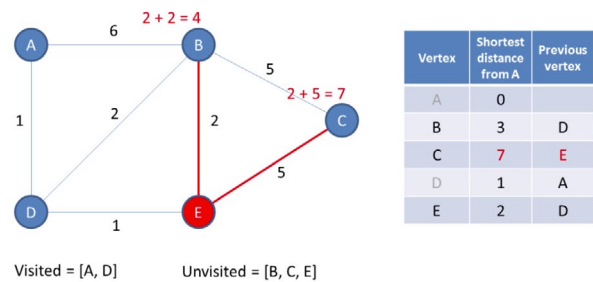 2 + 2 = 4
6
A
B
5
2 + 5 = 7
1
2
2
C
5
D
1
E
Visited = [A, D]
Unvisited = [B, C, E]
Vertex Shortest distance from A Previous vertex
A 0
B 3 D
C 7 E
D 1 A
E 2 D